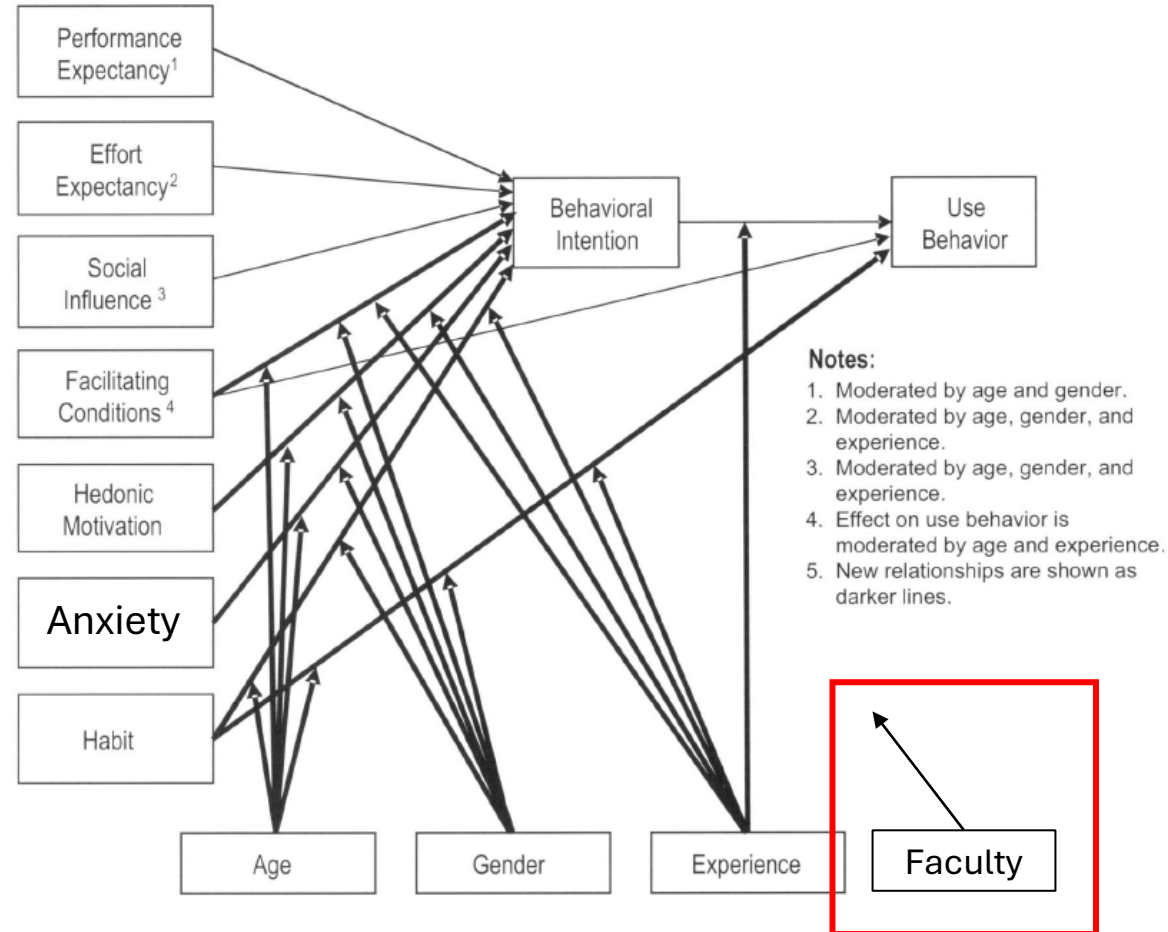 Performance
Expectancy1
Effort
Expectancy2
Social
Influence 3
Facilitating
Conditions 4
Hedonic
Motivation
Anxiety
Habit
Behavioral
Intention
Use
Behavior
Notes:
1. Moderated by age and gender.
2. Moderated by age, gender, and
experience.
3. Moderated by age, gender, and
experience.
4. Effect on use behavior is
moderated by age and experience.
5. New relationships are shown as
darker lines.
Age
Gender
Experience
Faculty